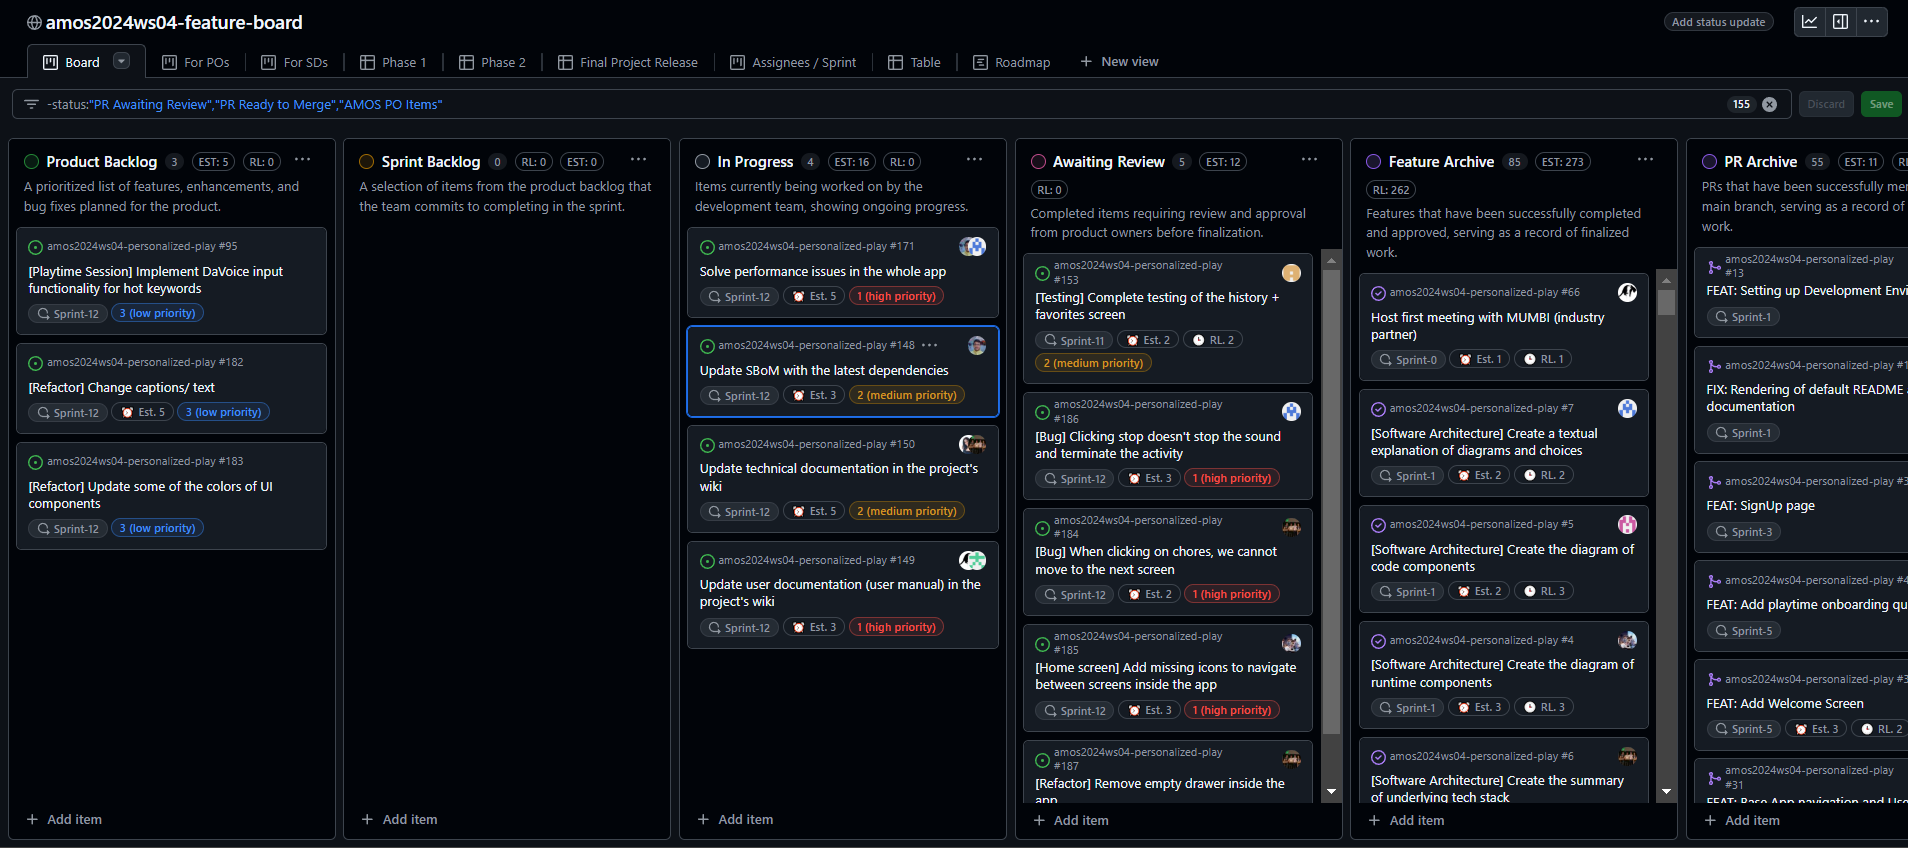 amos2024ws04-feature-board
Add status update
Board
For POs
For SDs
Phase 1
Phase 2
Final Project Release
Assignees / Sprint
Table
Roadmap
New view
-status:"PR Awaiting Review","PR Ready to Merge","AMOS PO Items"
155
Discard
Save
Product Backlog 3 EST: 5 RL: 0
A prioritized list of features, enhancements, and
bug fixes planned for the product.
amos2024ws04-personalized-play #95
[Playtime Session] Implement DaVoice input
functionality for hot keywords
Sprint-12 3 (low priority)
amos2024ws04-personalized-play #182
[Refactor] Change captions/ text
Sprint-12 Est. 5 3 (low priority)
amos2024ws04-personalized-play #183
[Refactor] Update some of the colors of UI
components
Sprint-12 3 (low priority)
Add item
Sprint Backlog 0 RL: 0 EST: 0
A selection of items from the product backlog that
the team commits to completing in the sprint.
Add item
In Progress 4 EST: 16 RL: 0
Items currently being worked on by the
development team, showing ongoing progress.
amos2024ws04-personalized-play #171
Solve performance issues in the whole app
Sprint-12 Est. 5 1 (high priority)
amos2024ws04-personalized-play #148
Update SBoM with the latest dependencies
Sprint-12 Est. 3 2 (medium priority)
amos2024ws04-personalized-play #150
Update technical documentation in the project's
wiki
Sprint-12 Est. 5 2 (medium priority)
amos2024ws04-personalized-play #149
Update user documentation (user manual) in the
project's wiki
Sprint-12 Est. 3 1 (high priority)
Add item
Awaiting Review 5 EST: 12
RL: 0
Completed items requiring review and approval
from product owners before finalization.
amos2024ws04-personalized-play
#153
[Testing] Complete testing of the history +
favorites screen
Sprint-11 Est. 2 RL. 2
2 (medium priority)
amos2024ws04-personalized-play
#186
[Bug] Clicking stop doesn't stop the sound
and terminate the activity
Sprint-12 Est. 3 1 (high priority)
amos2024ws04-personalized-play
#184
[Bug] When clicking on chores, we cannot
move to the next screen
Sprint-12 Est. 2 1 (high priority)
amos2024ws04-personalized-play
#185
[Home screen] Add missing icons to navigate
between screens inside the app
Sprint-12 Est. 3 1 (high priority)
amos2024ws04-personalized-play
#187
[Refactor] Remove empty drawer inside the
app
Add item
Feature Archive 85 EST: 273
RL: 262
Features that have been successfully completed
and approved, serving as a record of finalized
work.
amos2024ws04-personalized-play #66
Host first meeting with MUMBI (industry
partner)
Sprint-0 Est. 1 RL. 1
amos2024ws04-personalized-play #7
[Software Architecture] Create a textual
explanation of diagrams and choices
Sprint-1 Est. 2 RL. 2
amos2024ws04-personalized-play #5
[Software Architecture] Create the diagram of
code components
Sprint-1 Est. 2 RL. 3
amos2024ws04-personalized-play #4
[Software Architecture] Create the diagram of
runtime components
Sprint-1 Est. 3 RL. 3
amos2024ws04-personalized-play #6
[Software Architecture] Create the summary
of underlying tech stack
Add item
PR Archive 55 EST: 11
PRs that have been successfully
main branch, serving as a record of
work.
amos2024ws04-personalized-play
#13
FEAT: Setting up Development
Sprint-1
amos2024ws04-personalized-play
FIX: Rendering of default README
documentation
Sprint-1
amos2024ws04-personalized-play
FEAT: SignUp page
Sprint-3
amos2024ws04-personalized-play
FEAT: Add playtime onboarding
Sprint-5
amos2024ws04-personalized-play
FEAT: Add Welcome Screen
Sprint-5 Est. 3 RL. 2
amos2024ws04-personalized-play
#31
FEAT: Base App navigation and
Add item